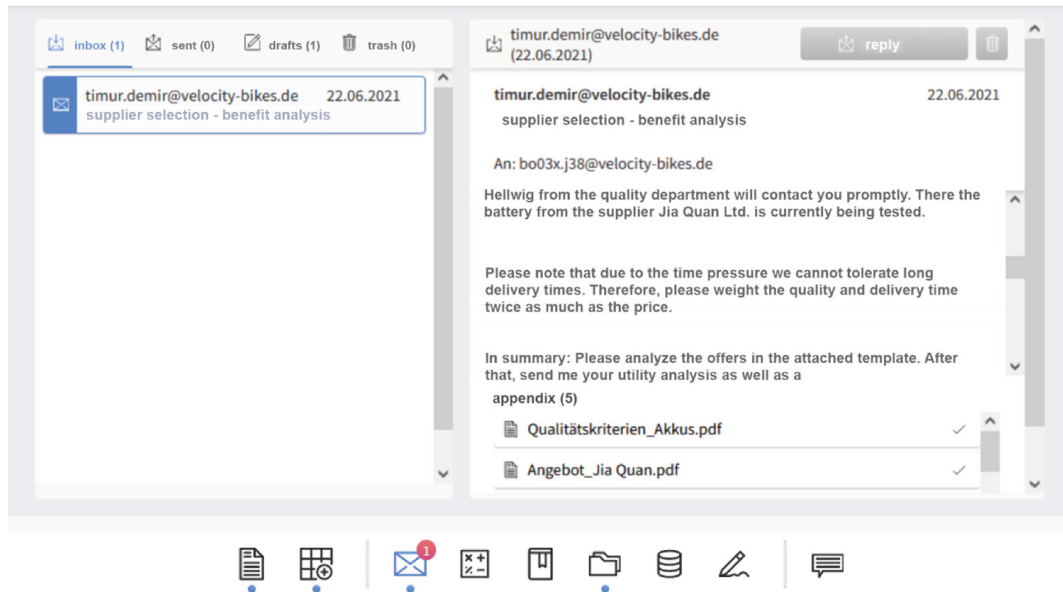 inbox (1) sent (0) drafts (1) trash (0)
timur.demir@velocity-bikes.de 22.06.2021
supplier selection - benefit analysis
timur.demir@velocity-bikes.de
(22.06.2021)
reply
timur.demir@velocity-bikes.de 22.06.2021
supplier selection - benefit analysis
An: bo03x.j38@velocity-bikes.de
Hellwig from the quality department will contact you promptly. There the
battery from the supplier Jia Quan Ltd. is currently being tested.
Please note that due to the time pressure we cannot tolerate long
delivery times. Therefore, please weight the quality and delivery time
twice as much as the price.
In summary: Please analyze the offers in the attached template. After
that, send me your utility analysis as well as a
appendix (5)
Qualitätskriterien_Akkus.pdf
Angebot_Jia Quan.pdf
1